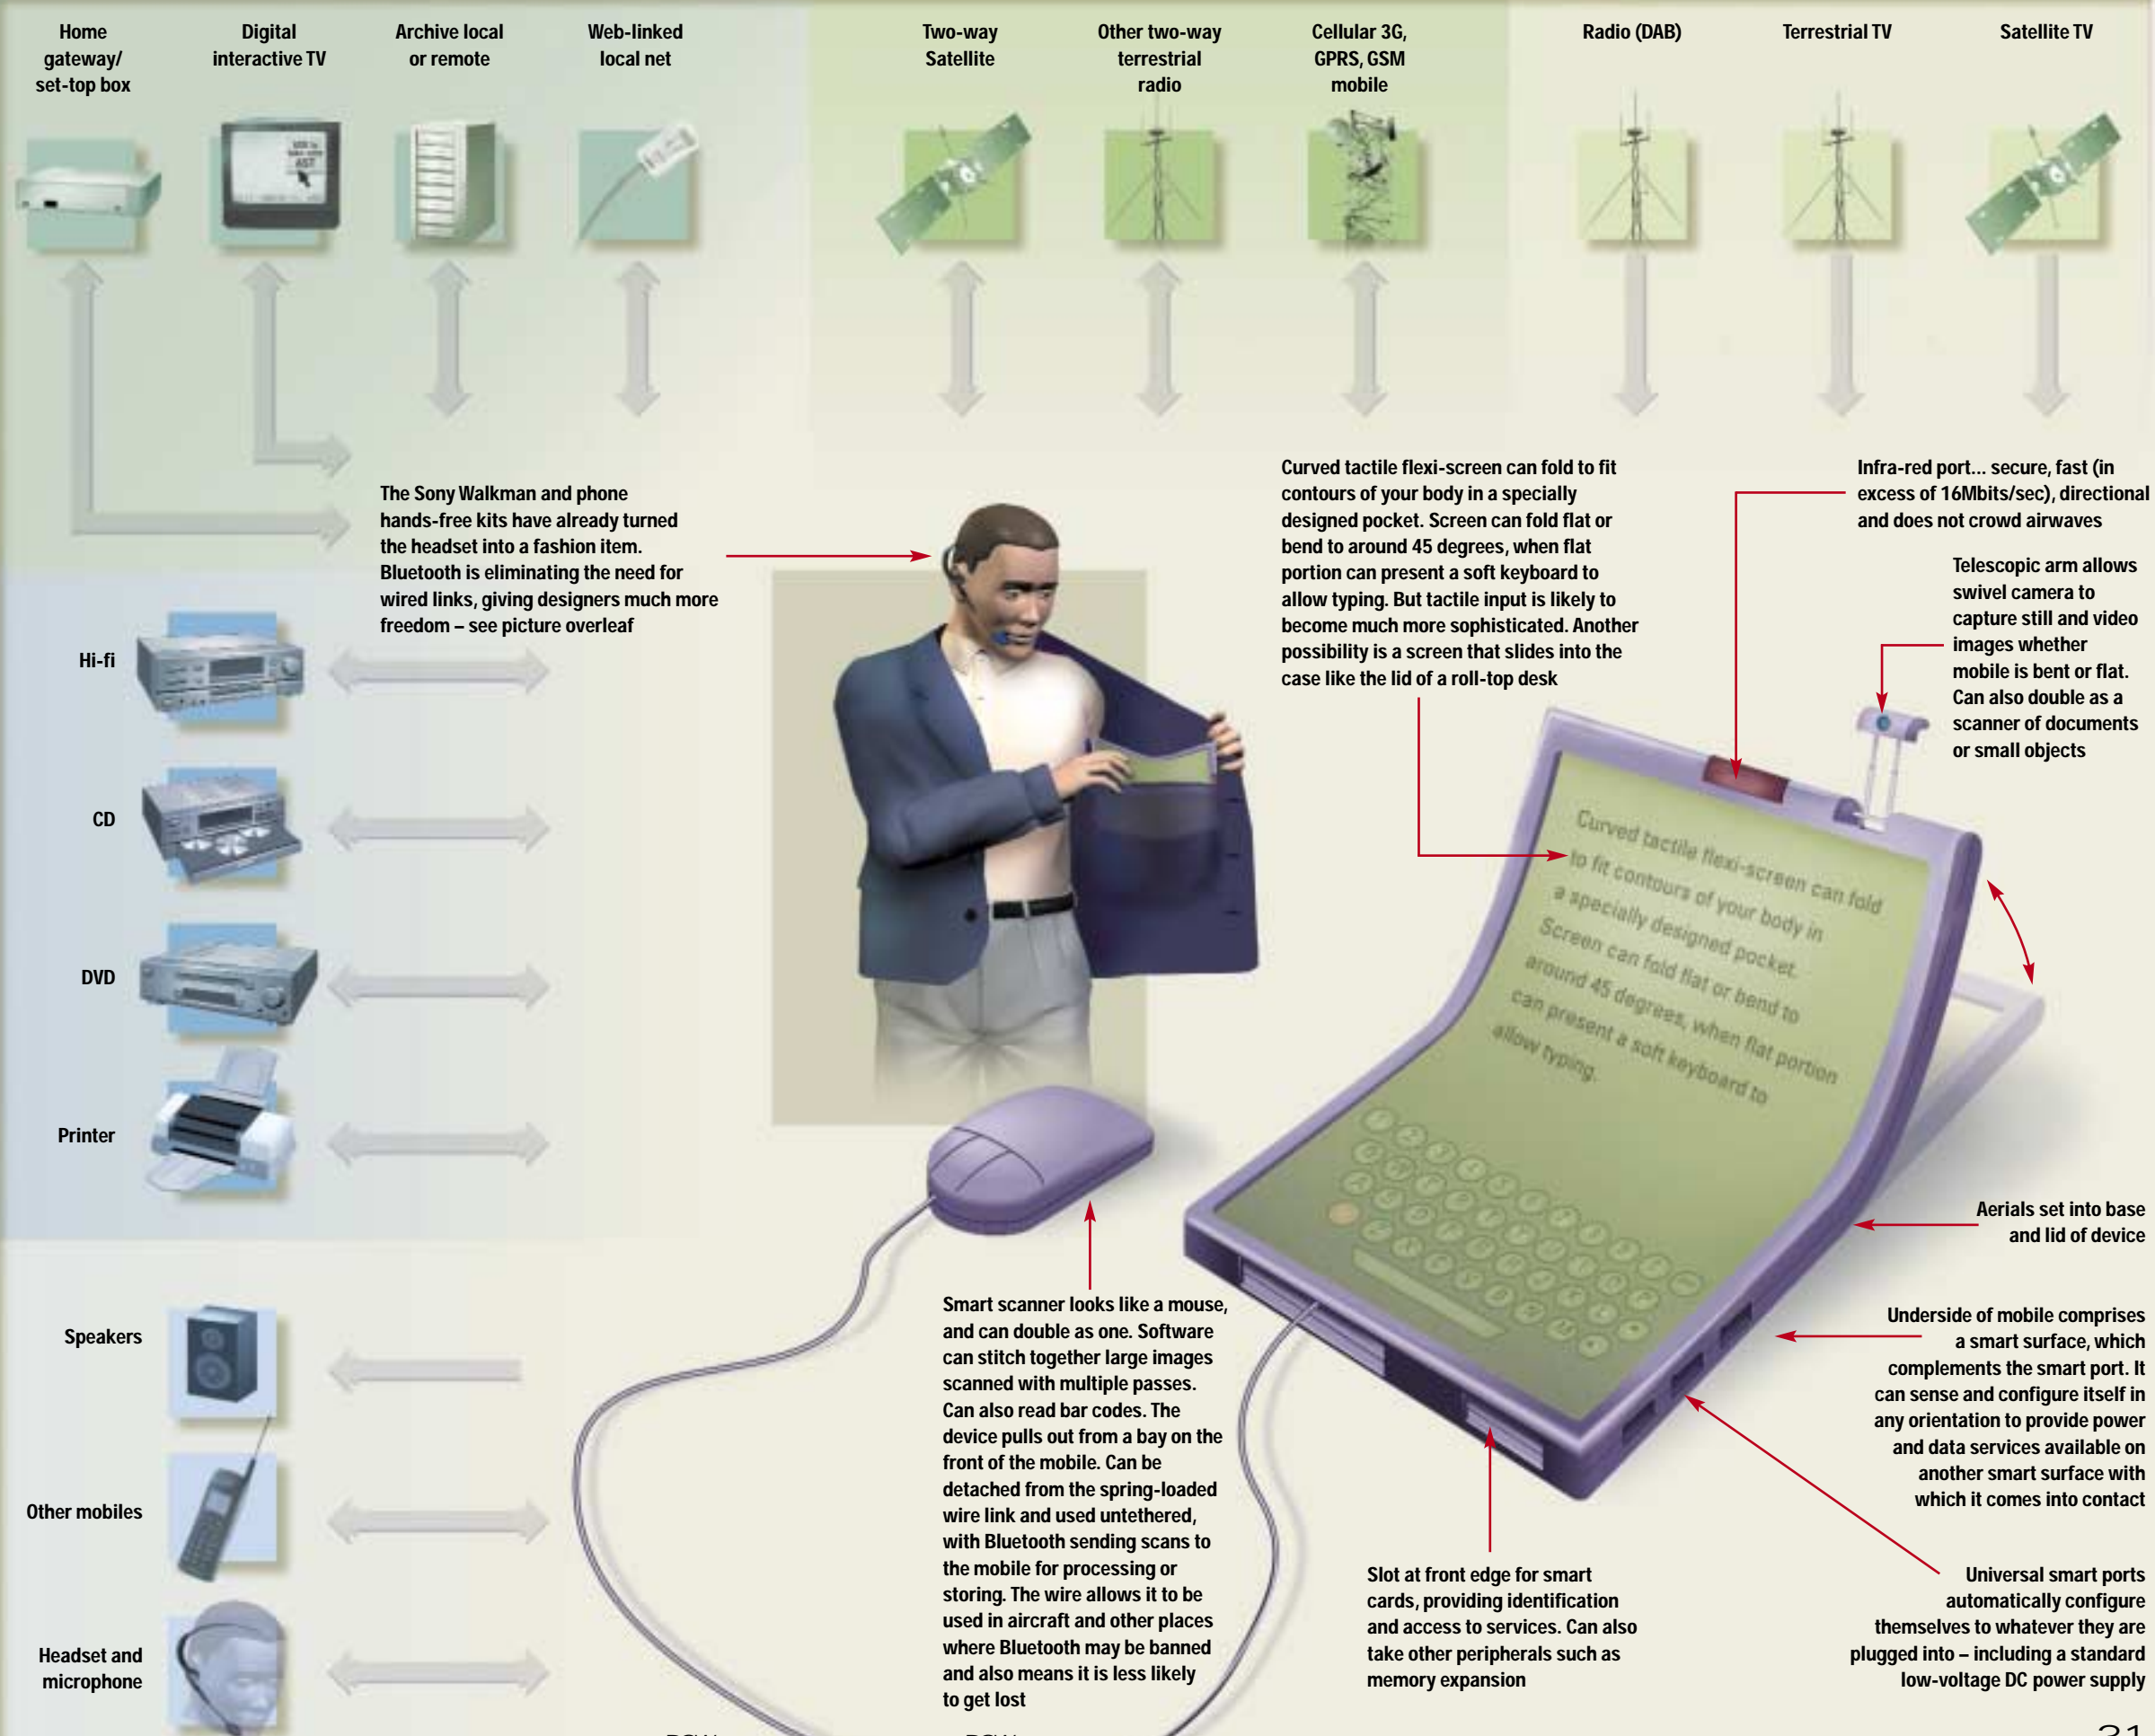 Home
gateway/
set-top box
Digital
interactive TV
Archive local
or remote
Web-linked
local net
Two-way
Satellite
Other two-way
terrestrial
radio
Cellular 3G,
GPRS, GSM
mobile
Radio (DAB)
Terrestrial TV
Satellite TV
The Sony Walkman and phone
hands-free kits have already turned
the headset into a fashion item.
Bluetooth is eliminating the need for
wired links, giving designers much more
freedom – see picture overleaf
Curved tactile flexi-screen can fold to fit
contours of your body in a specially
designed pocket. Screen can fold flat or
bend to around 45 degrees, when flat
portion can present a soft keyboard to
allow typing. But tactile input is likely to
become much more sophisticated. Another
possibility is a screen that slides into the
case like the lid of a roll-top desk
Infra-red port... secure, fast (in
excess of 16Mbits/sec), directional
and does not crowd airwaves
Telescopic arm allows
swivel camera to
capture still and video
images whether
mobile is bent or flat.
Can also double as a
scanner of documents
or small objects
Hi-fi
CD
DVD
Printer
Speakers
Other mobiles
Headset and
microphone
Curved tactile flexi-screen can fold
to fit contours of your body in
a specially designed pocket.
Screen can fold flat or bend to
around 45 degrees, when flat portion
can present a soft keyboard to
allow typing.
Aerials set into base
and lid of device
Underside of mobile comprises
a smart surface, which
complements the smart port. It
can sense and configure itself in
any orientation to provide power
and data services available on
another smart surface with
which it comes into contact
Smart scanner looks like a mouse,
and can double as one. Software
can stitch together large images
scanned with multiple passes.
Can also read bar codes. The
device pulls out from a bay on the
front of the mobile. Can be
detached from the spring-loaded
wire link and used untethered,
with Bluetooth sending scans to
the mobile for processing or
storing. The wire allows it to be
used in aircraft and other places
where Bluetooth may be banned
and also means it is less likely
to get lost
Slot at front edge for smart
cards, providing identification
and access to services. Can also
take other peripherals such as
memory expansion
Universal smart ports
automatically configure
themselves to whatever they are
plugged into – including a standard
low-voltage DC power supply